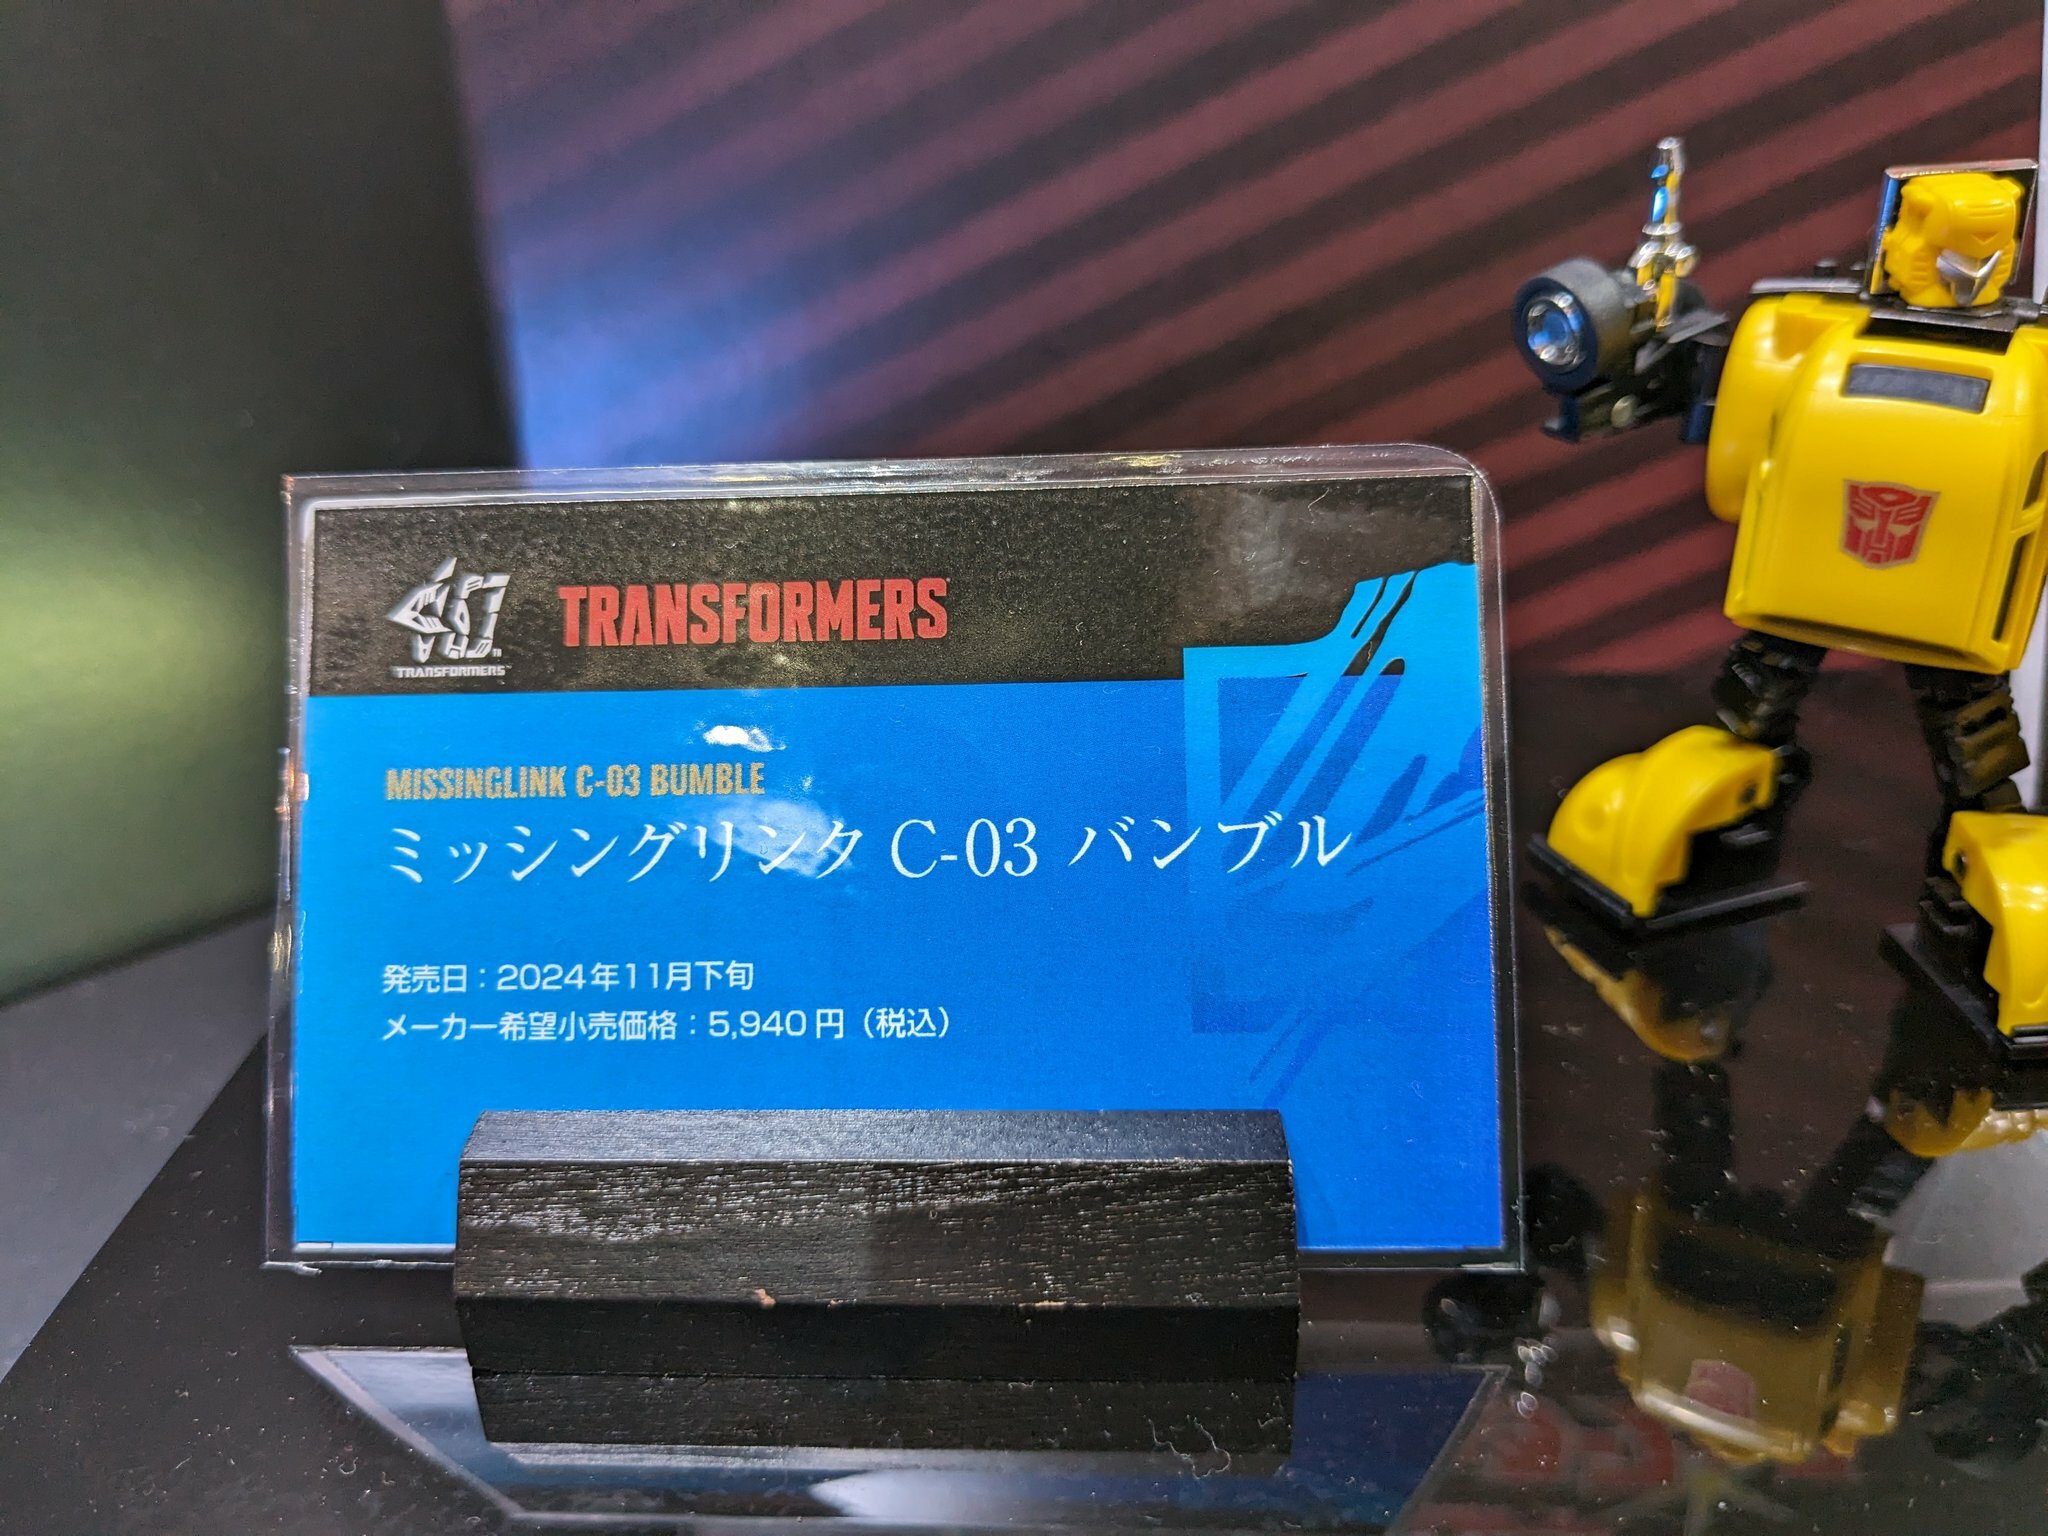 TRANSFORMERS
TRANSFORMERS
MISSINGLINK C-03 BUMBLE
ミッシングリンク C-03 バンブル
発売日：2024年11月下旬
メーカー希望小売価格：5,940円（税込）